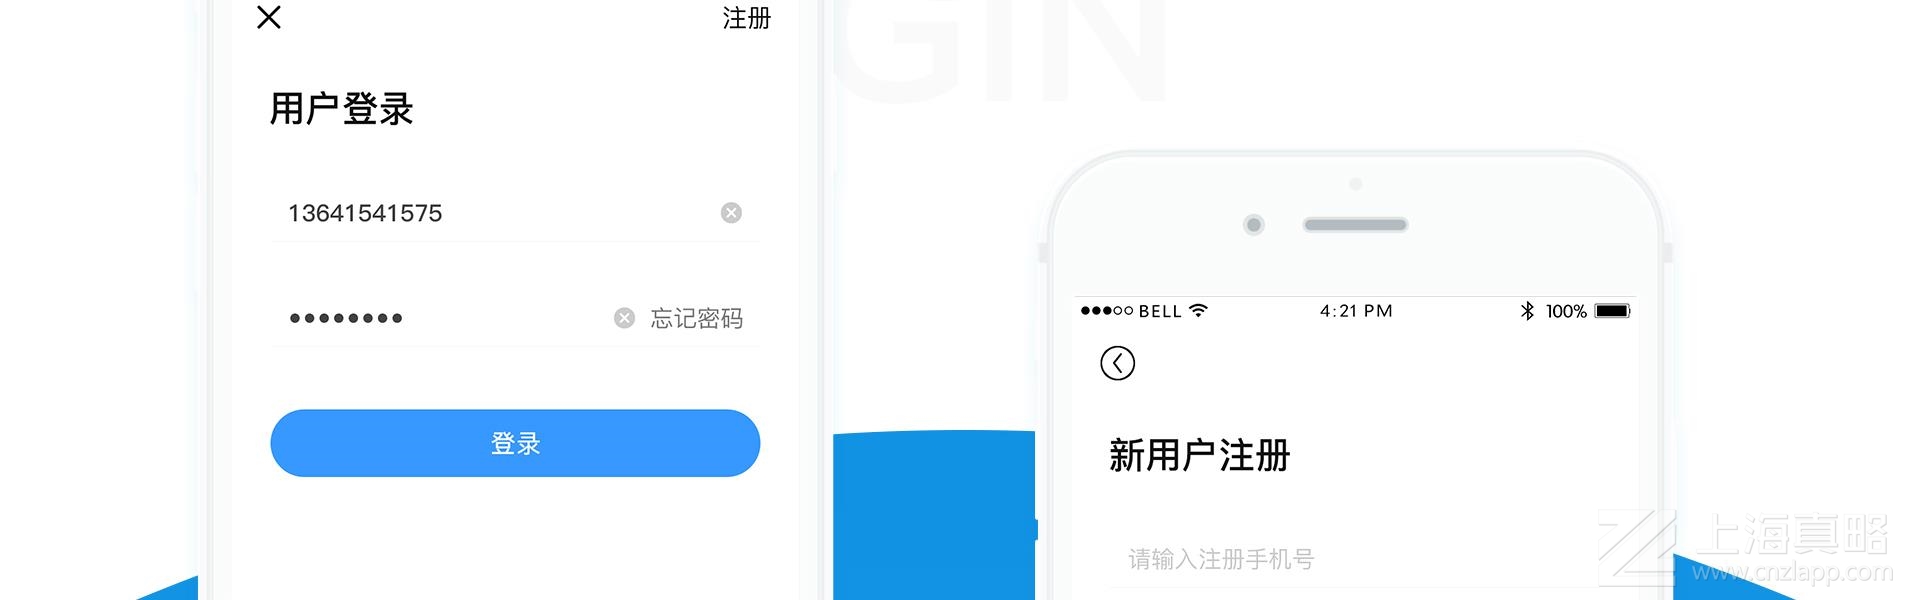 注册
GIN
用户登录
13641541575
忘记密码
登录
BELL 4:21 PM 100%
新用户注册
请输入注册手机号
上海真略
www.cnzlapp.com